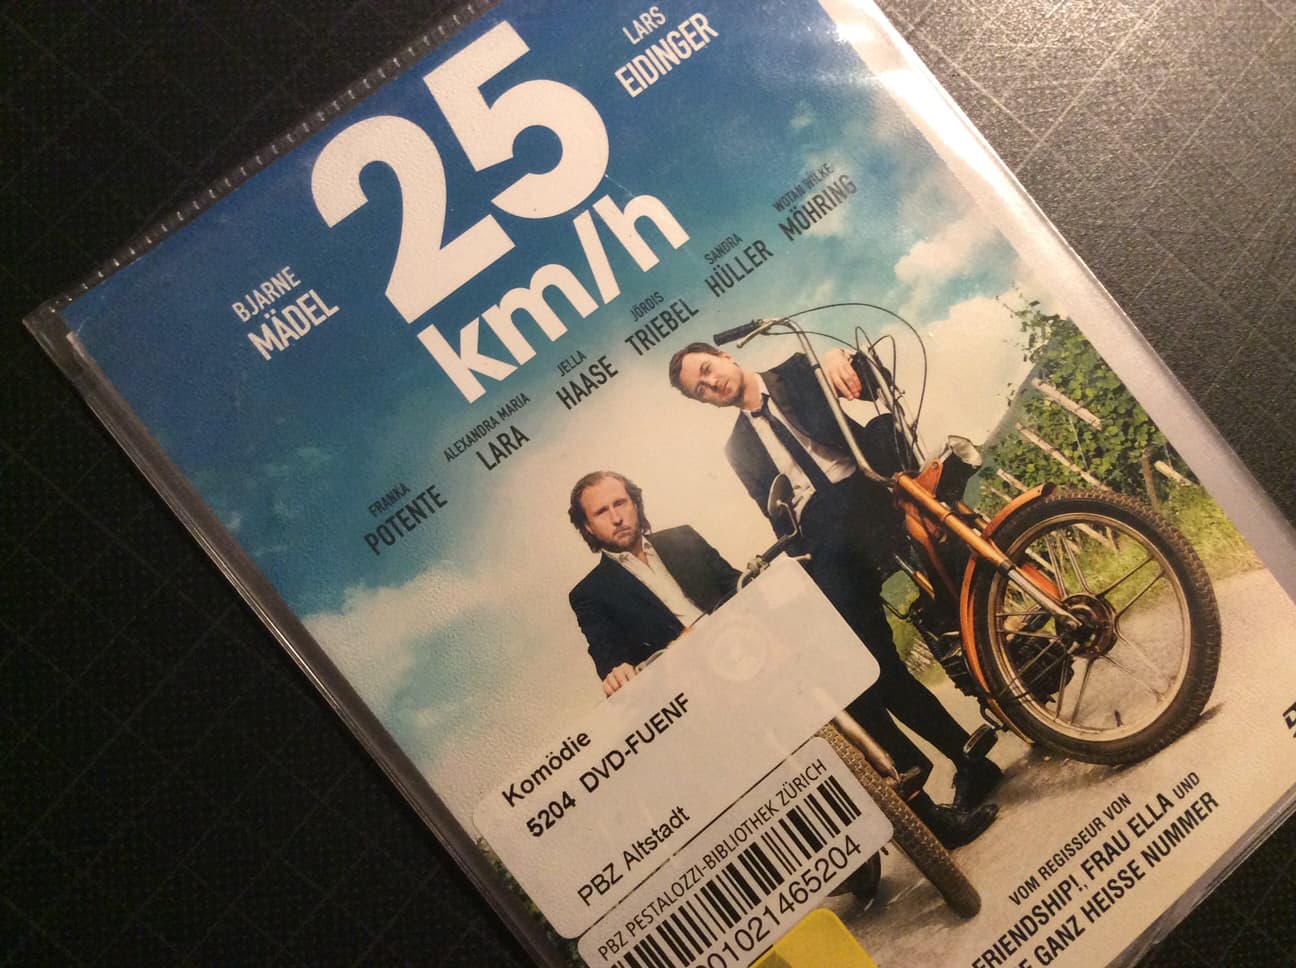 LARS
EIDINGER
25
km/h
BJARNE
MÄDEL
FRANKA
POTENTE
ALEXANDRA MARIA
LARA
JELLA
HAASE
JÖRDIS
TRIEBEL
SANDRA
HÜLLER
WOTAN WILKE
MÖHRING
Komödie
5204 DVD-FUENF
PBZ Altstadt
PBZ PESTALOZZI-BIBLIOTHEK ZÜRICH
VOM REGISSEUR VON
FRIENDSHIP!, FRAU ELLA UND
GANZ HEISSE NUMMER